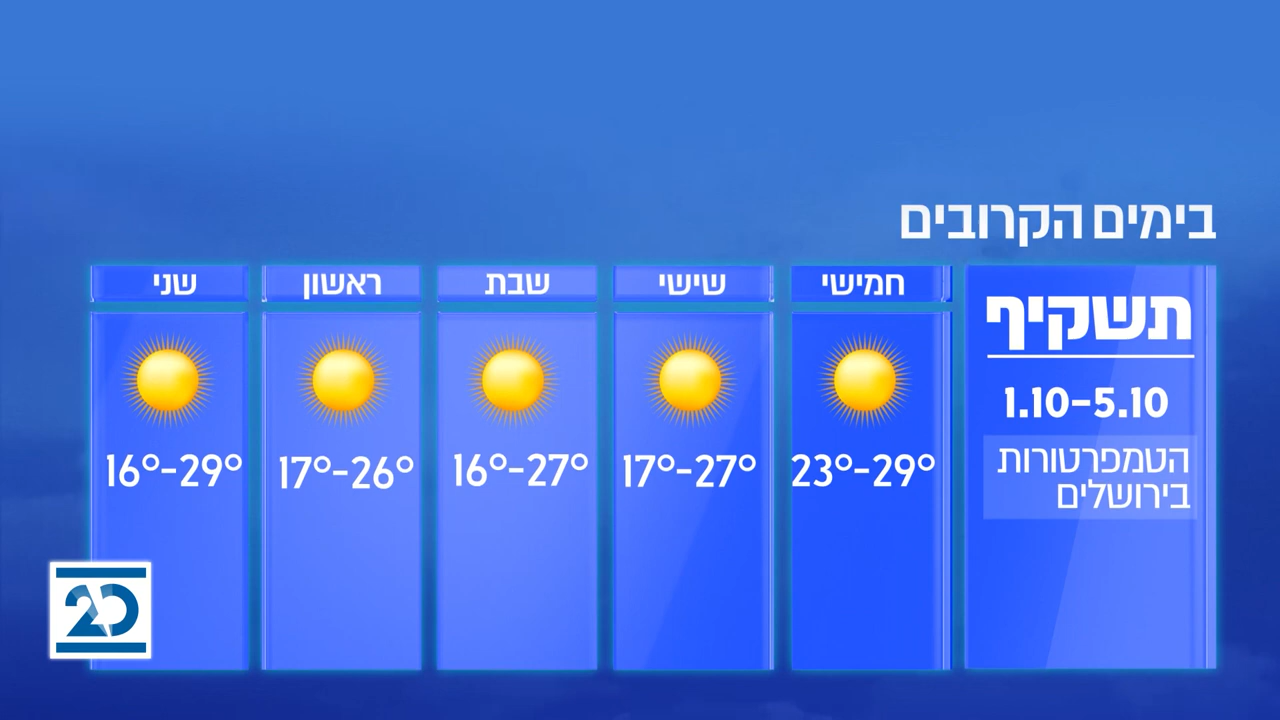 בימים הקרובים
תשקיף
1.10-5.10
הטמפרטורות
בירושלים
חמישי
23°-29°
שישי
17°-27°
שבת
16°-27°
ראשון
17°-26°
שני
16°-29°
20